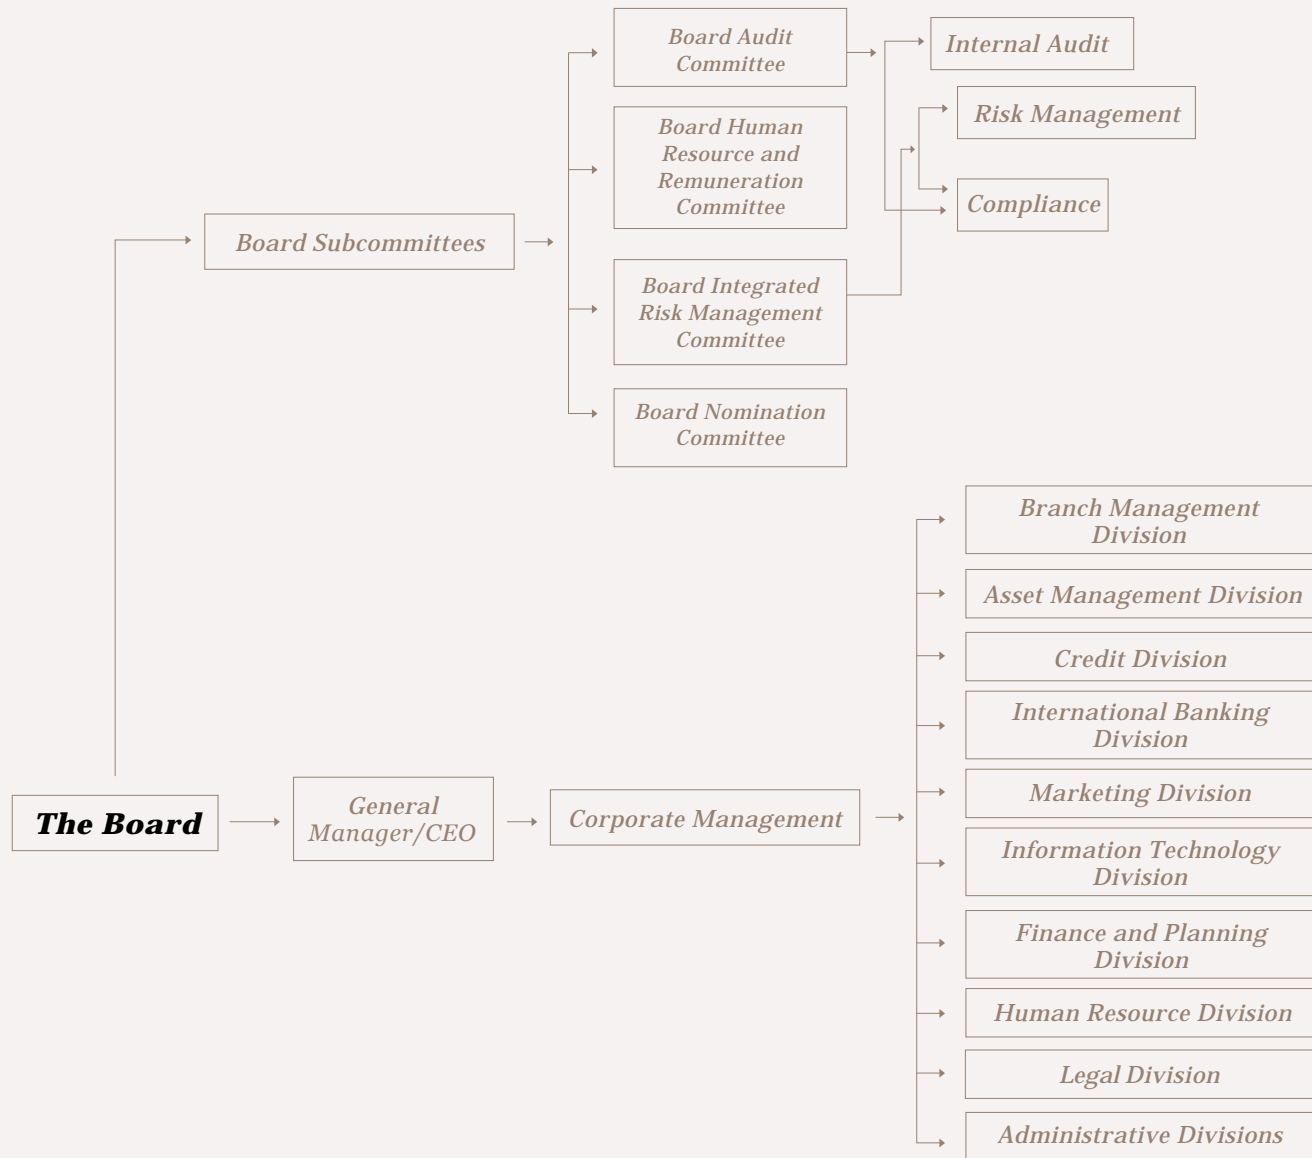 Board Audit
Committee
Internal Audit
Risk Management
Board Human
Resource and
Remuneration
Committee
Compliance
Board Subcommittees
Board Integrated
Risk Management
Committee
Board Nomination
Committee
Branch Management
Division
Asset Management Division
Credit Division
International Banking
Division
The Board
General
Manager/CEO
Corporate Management
Marketing Division
Information Technology
Division
Finance and Planning
Division
Human Resource Division
Legal Division
Administrative Divisions